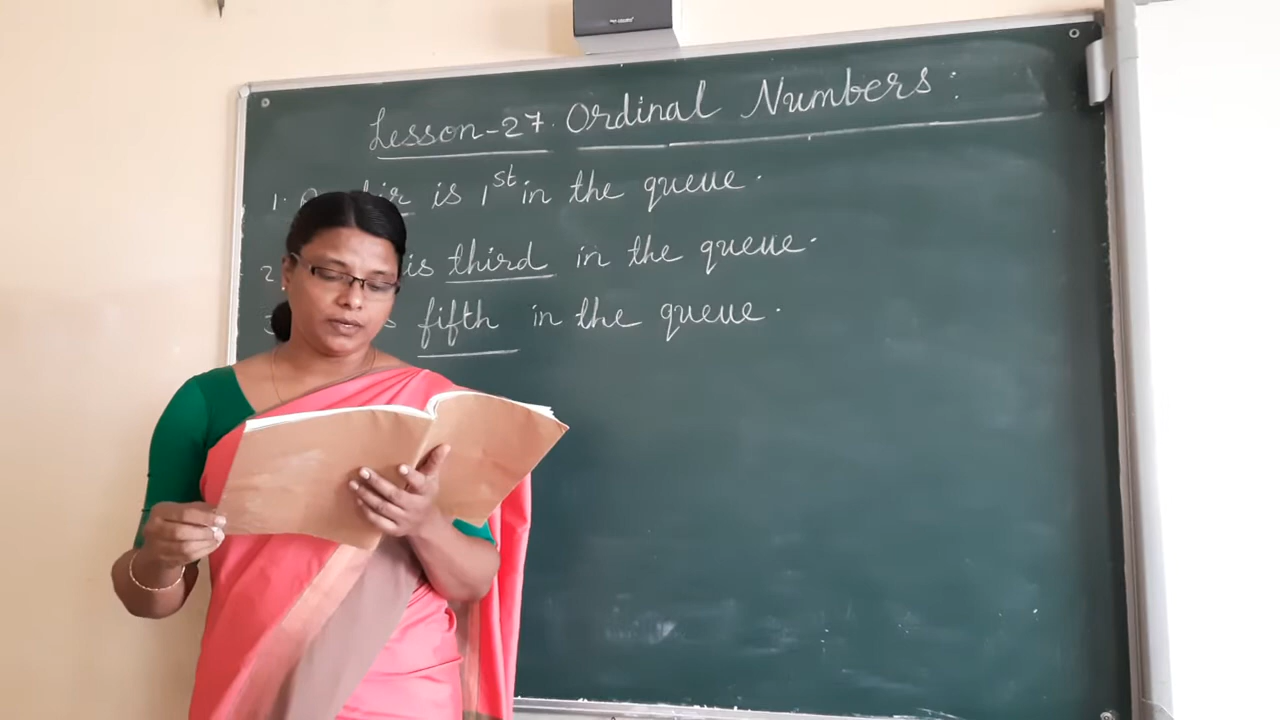 Lesson-27. Ordinal Numbers:
1. is 1st in the queue.
2 is third in the queue.
fifth in the queue.